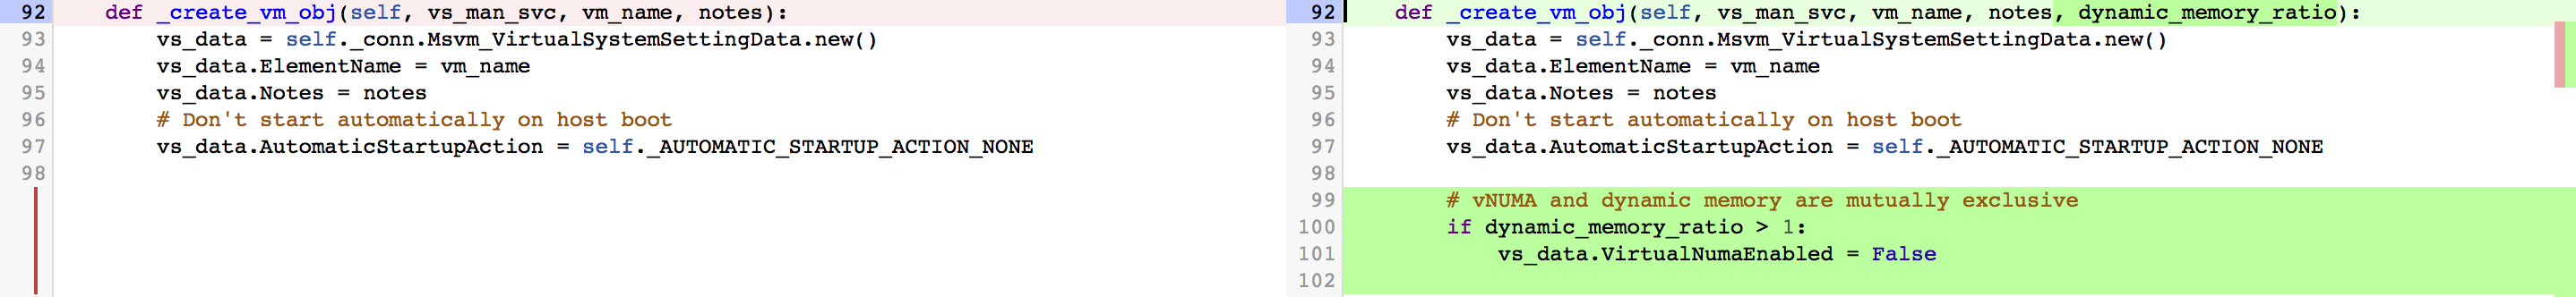 92 def _create_vm_obj(self, vs_man_svc, vm_name, notes):
93 vs_data = self._conn.Msvm_VirtualSystemSettingData.new()
94 vs_data.ElementName = vm_name
95 vs_data.Notes = notes
96 # Don't start automatically on host boot
97 vs_data.AutomaticStartupAction = self._AUTOMATIC_STARTUP_ACTION_NONE
98
92 def _create_vm_obj(self, vs_man_svc, vm_name, notes, dynamic_memory_ratio):
93 vs_data = self._conn.Msvm_VirtualSystemSettingData.new()
94 vs_data.ElementName = vm_name
95 vs_data.Notes = notes
96 # Don't start automatically on host boot
97 vs_data.AutomaticStartupAction = self._AUTOMATIC_STARTUP_ACTION_NONE
98
99 # vNUMA and dynamic memory are mutually exclusive
100 if dynamic_memory_ratio > 1:
101 vs_data.VirtualNumaEnabled = False
102